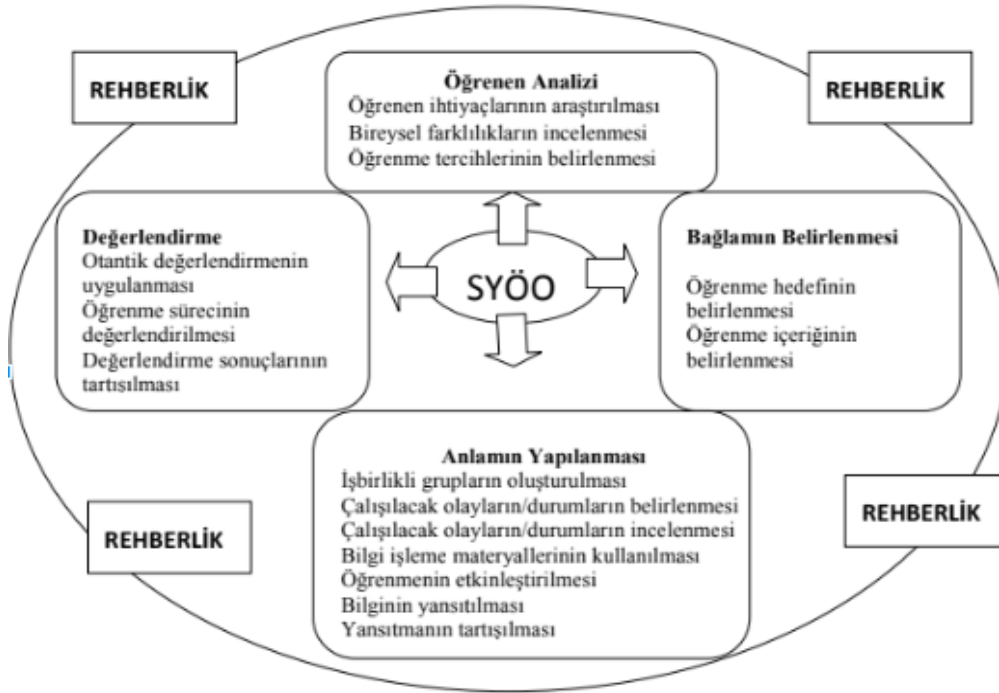 REHBERLİK
Öğrenen Analizi
Öğrenen ihtiyaçlarının araştırılması
Bireysel farklılıkların incelenmesi
Öğrenme tercihlerinin belirlenmesi
REHBERLİK
Değerlendirme
Otantik değerlendirmenin
uygulanması
Öğrenme sürecinin
değerlendirilmesi
Değerlendirme sonuçlarının
tartışılması
SYÖO
Bağlamın Belirlenmesi
Öğrenme hedefinin
belirlenmesi
Öğrenme içeriğinin
belirlenmesi
Anlamın Yapılanması
İşbirlikli grupların oluşturulması
Çalışılacak olayların/durumların belirlenmesi
Çalışılacak olayların/durumların incelenmesi
Bilgi işleme materyallerinin kullanılması
Öğrenmenin etkinleştirilmesi
Bilginin yansıtılması
Yansıtmanın tartışılması
REHBERLİK
REHBERLİK